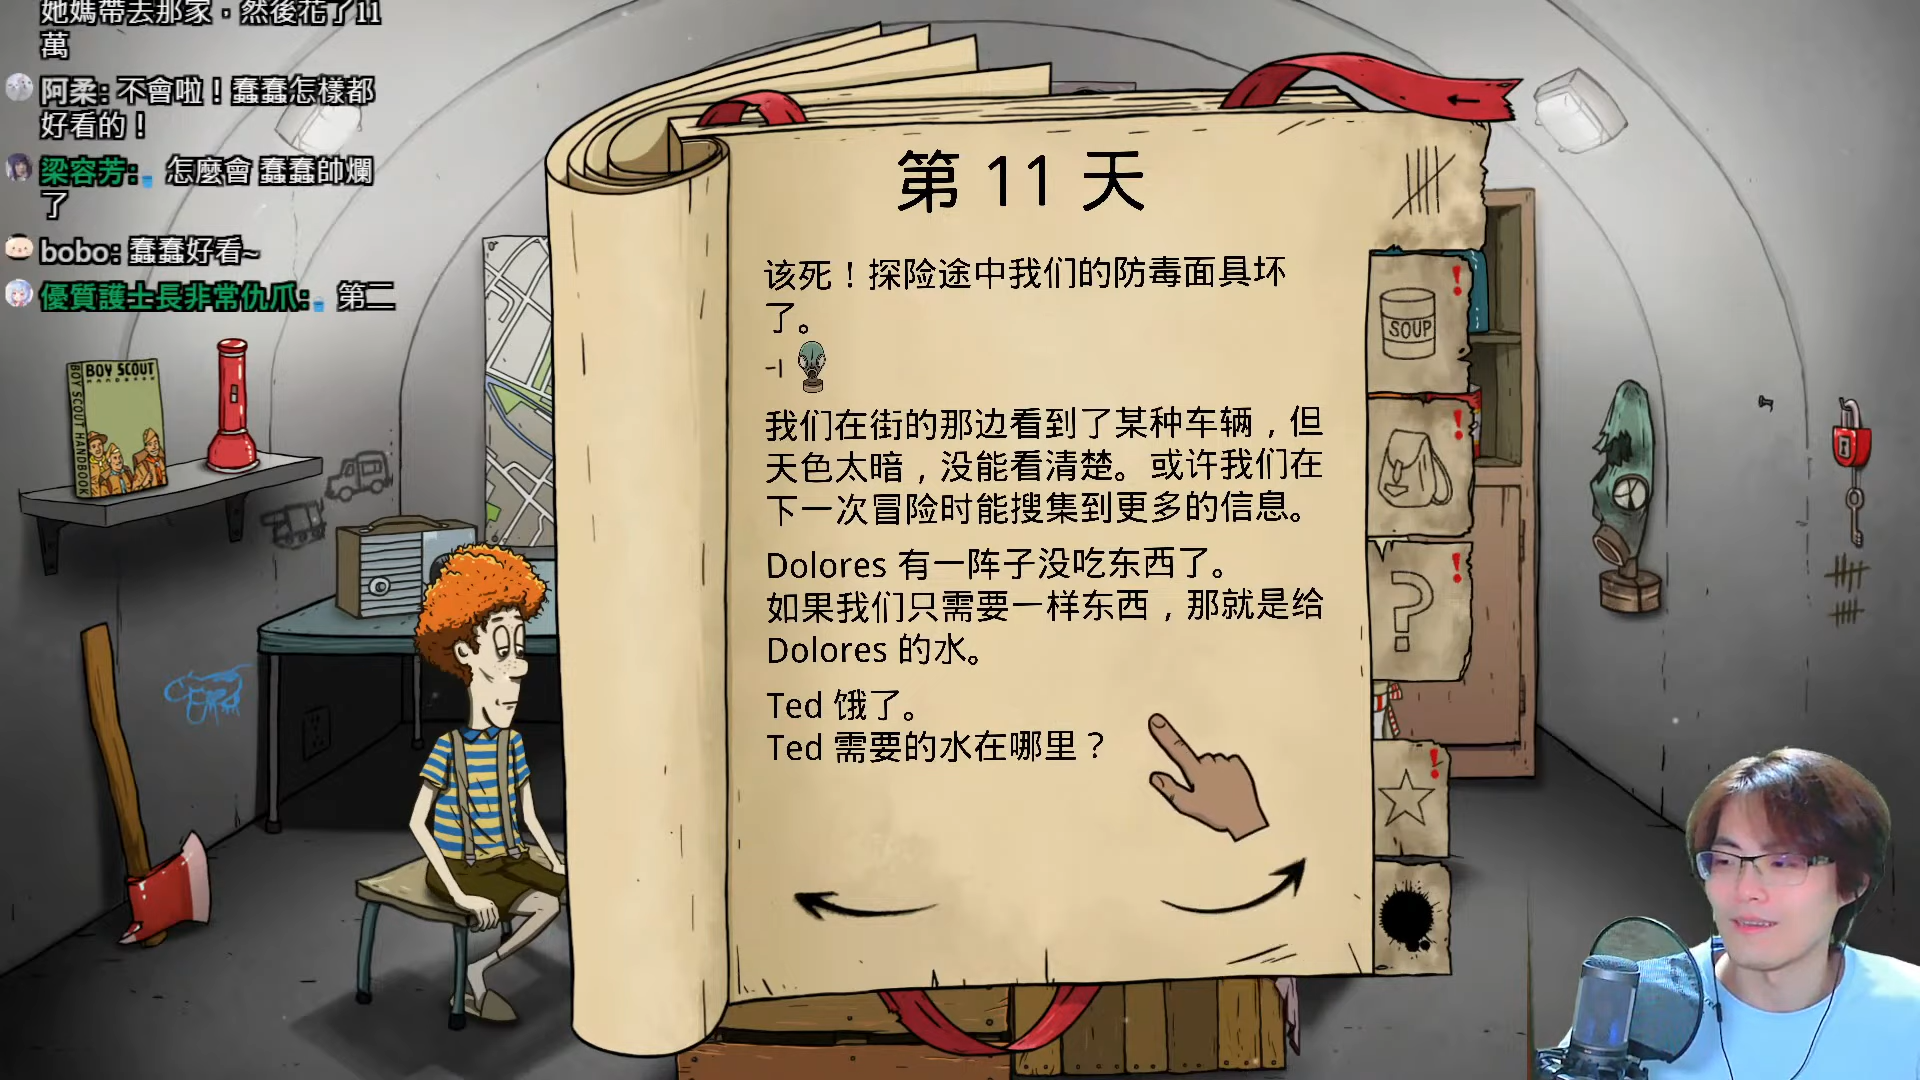 她媽帶去那家，然後花了11
萬
阿柔: 不會啦！蠢蠢怎樣都
好看的！
梁容芳: 怎麼會 蠢蠢帥爛
了
bobo: 蠢蠢好看~
優質護士長非常仇爪: 第二
BOY SCOUT
HANDBOOK
BOY SCOUT HANDBOOK
第 11 天
该死！探险途中我们的防毒面具坏
了。
-1
我们在街的那边看到了某种车辆，但
天色太暗，没能看清楚。或许我们在
下一次冒险时能搜集到更多的信息。
Dolores 有一阵子没吃东西了。
如果我们只需要一样东西，那就是给
Dolores 的水。
Ted 饿了。
Ted 需要的水在哪里？
SOUP
!
!
?
!
!